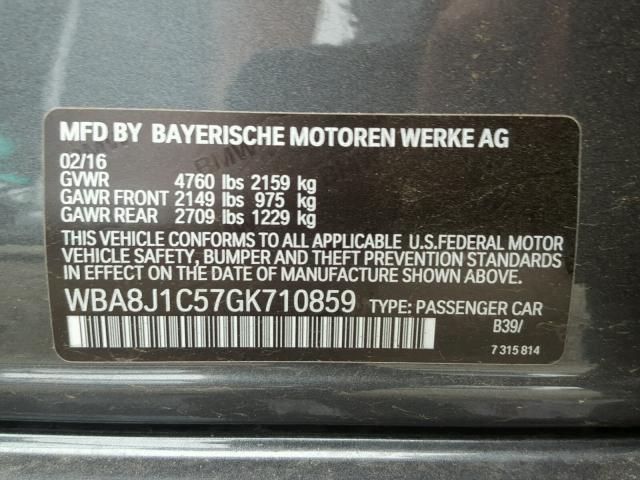 MFD BY BAYERISCHE MOTOREN WERKE AG
02/16
GVWR 4760 lbs 2159 kg
GAWR FRONT 2149 lbs 975 kg
GAWR REAR 2709 lbs 1229 kg
THIS VEHICLE CONFORMS TO ALL APPLICABLE U.S.FEDERAL MOTOR
VEHICLE SAFETY, BUMPER AND THEFT PREVENTION STANDARDS IN
EFFECT ON THE DATE OF MANUFACTURE SHOWN ABOVE.
WBA8J1C57GK710859 TYPE: PASSENGER CAR
B39/
7 315 814